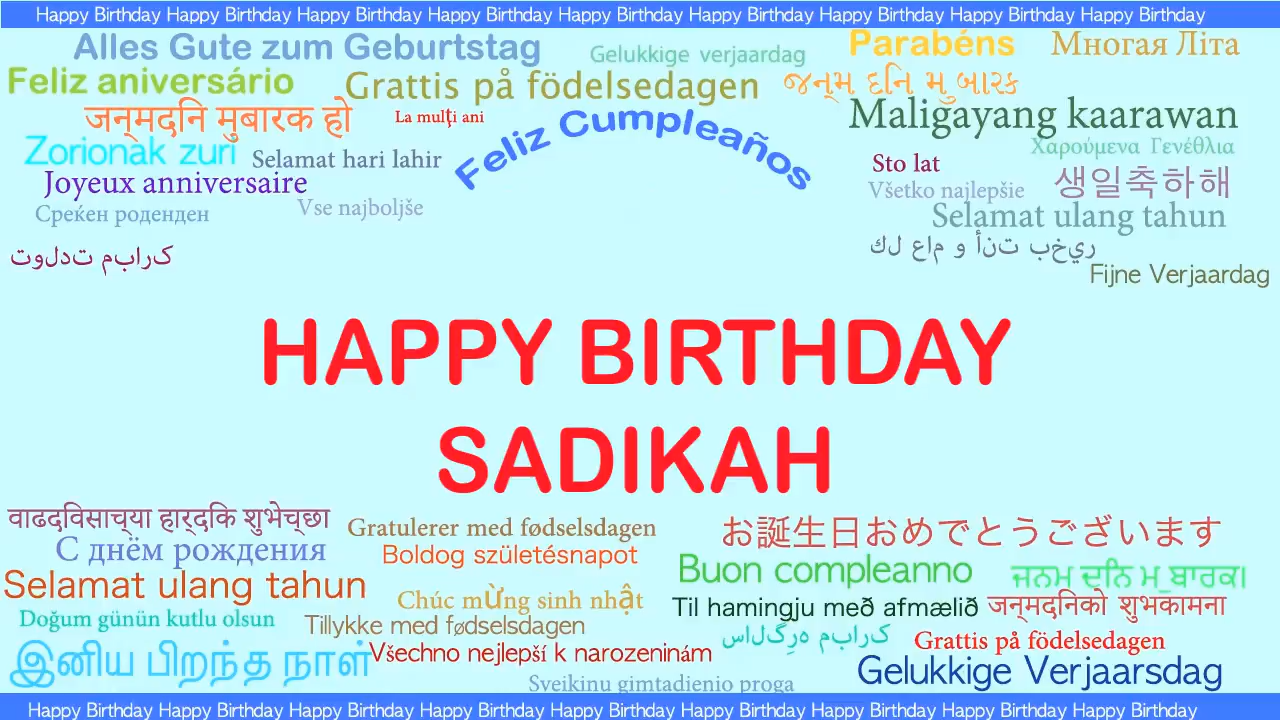 Happy Birthday Happy Birthday Happy Birthday Happy Birthday Happy Birthday Happy Birthday Happy Birthday Happy Birthday Happy Birthday
Alles Gute zum Geburtstag
Gelukkige verjaardag
Parabéns
Многая Літа
Feliz aniversário
Grattis på födelsedagen
જન્મ દિન મુબારક
जन्मदिन मुबारक हो
La mulţi ani
Feliz Cumpleaños
Maligayang kaarawan
Zorionak zuri
Selamat hari lahir
Χαρούμενα Γενέθλια
Sto lat
Joyeux anniversaire
Všetko najlepšie
생일축하해
Среќен роденден
Vse najboljše
Selamat ulang tahun
تولدت مبارک
كل عام و أنت بخير
Fijne Verjaardag
HAPPY BIRTHDAY
SADIKAH
वाढदिवसाच्या हार्दिक शुभेच्छा
Gratulerer med fødselsdagen
お誕生日おめでとうございます
С днём рождения
Boldog születésnapot
Buon compleanno
ਜਨਮ ਦਿਨ ਮੁਬਾਰਕ।
Selamat ulang tahun
Chúc mừng sinh nhật
Til hamingju með afmælið
जन्मदिनको शुभकामना
Doğum günün kutlu olsun
Tillykke med fødselsdagen
سالگِرہ مبارک
Grattis på födelsedagen
இனிய பிறந்த நாள்
Všechno nejlepší k narozeninám
Gelukkige Verjaarsdag
Sveikinu gimtadienio proga
Happy Birthday Happy Birthday Happy Birthday Happy Birthday Happy Birthday Happy Birthday Happy Birthday Happy Birthday Happy Birthday